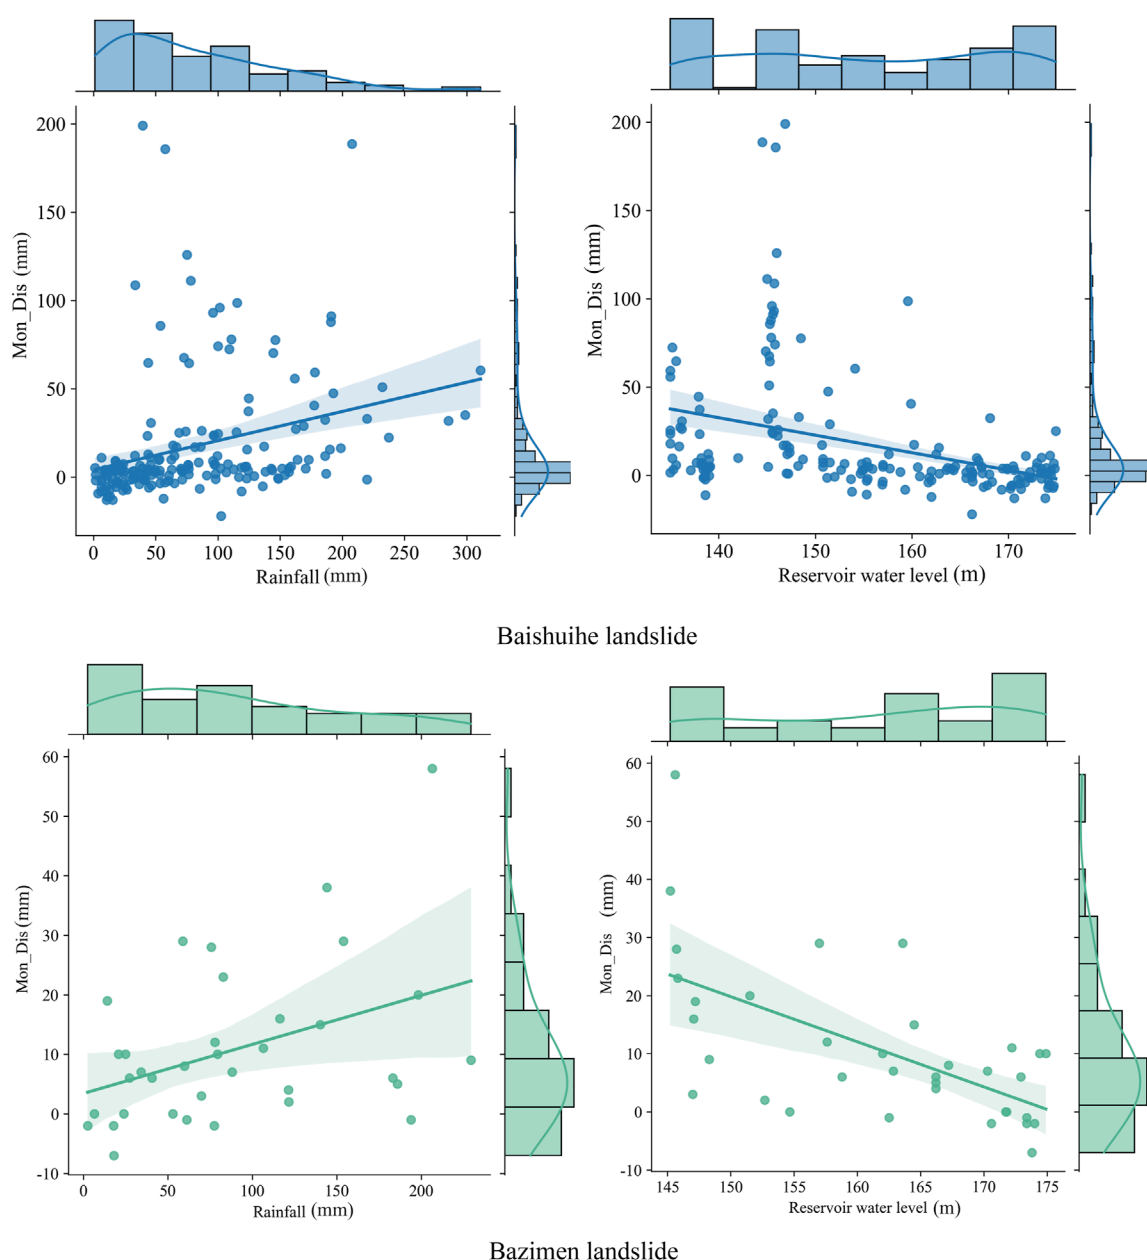 200
150
100
50
0
Mon_Dis (mm)
0 50 100 150 200 250 300
Rainfall (mm)
200
150
100
50
0
Mon_Dis (mm)
140 150 160 170
Reservoir water level (m)
Baishuihe landslide
60
50
40
30
20
10
0
-10
Mon_Dis (mm)
0 50 100 150 200
Rainfall (mm)
60
50
40
30
20
10
0
-10
Mon_Dis (mm)
145 150 155 160 165 170 175
Reservoir water level (m)
Bazimen landslide